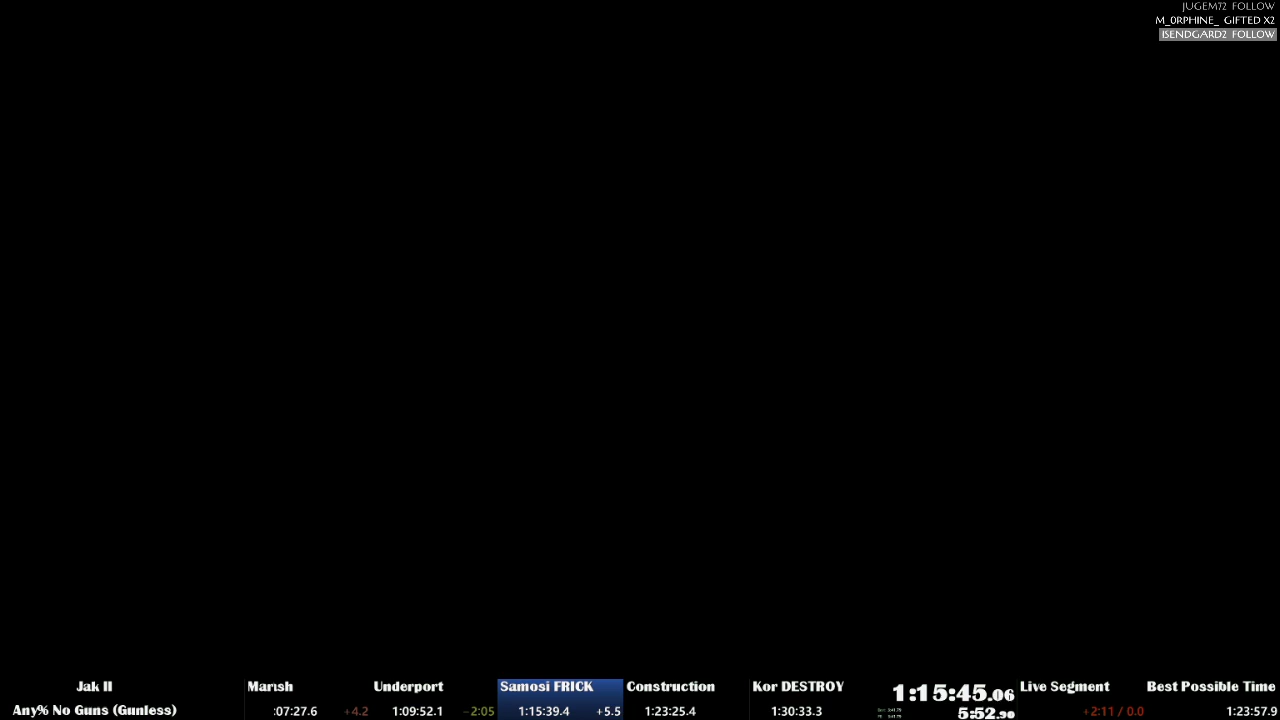 JUGEM72 FOLLOW
M_0RPHINE_ GIFTED X2
ISENDGARD2 FOLLOW
Jak II
Any% No Guns (Gunless)
Marish
:07:27.6
+4.2
Underport
1:09:52.1
-2:05
Samosi FRICK
1:15:39.4
+5.5
Construction
1:23:25.4
Kor DESTROY
1:30:33.3
1:15:45.06
5:52.90
Live Segment
+2:11 / 0.0
Best Possible Time
1:23:57.9